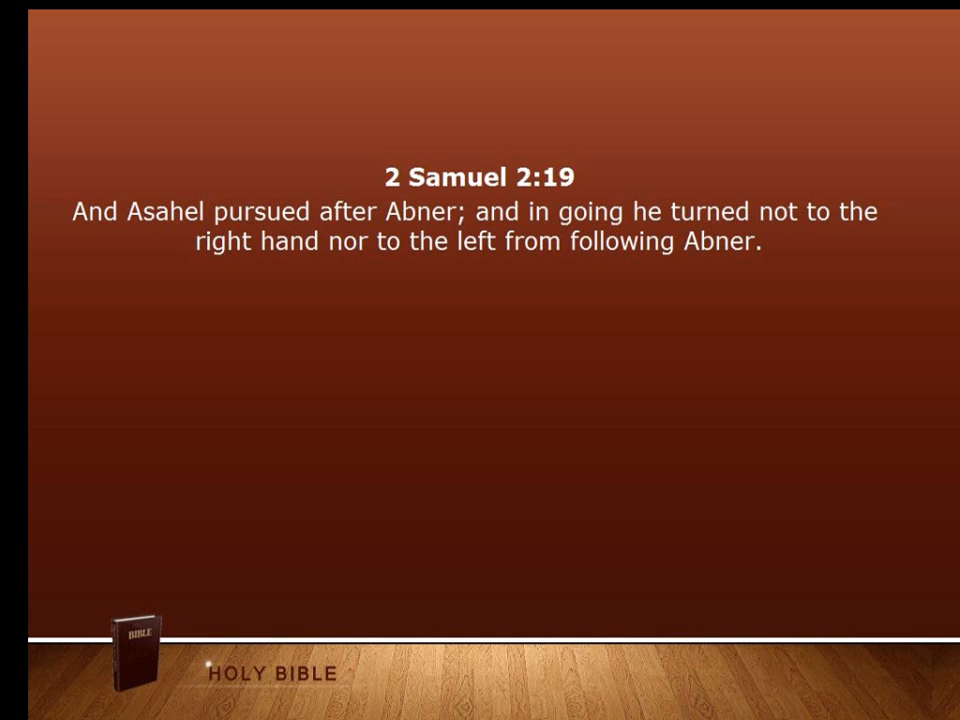 2 Samuel 2:19
And Asahel pursued after Abner; and in going he turned not to the
right hand nor to the left from following Abner.
BIBLE
HOLY BIBLE